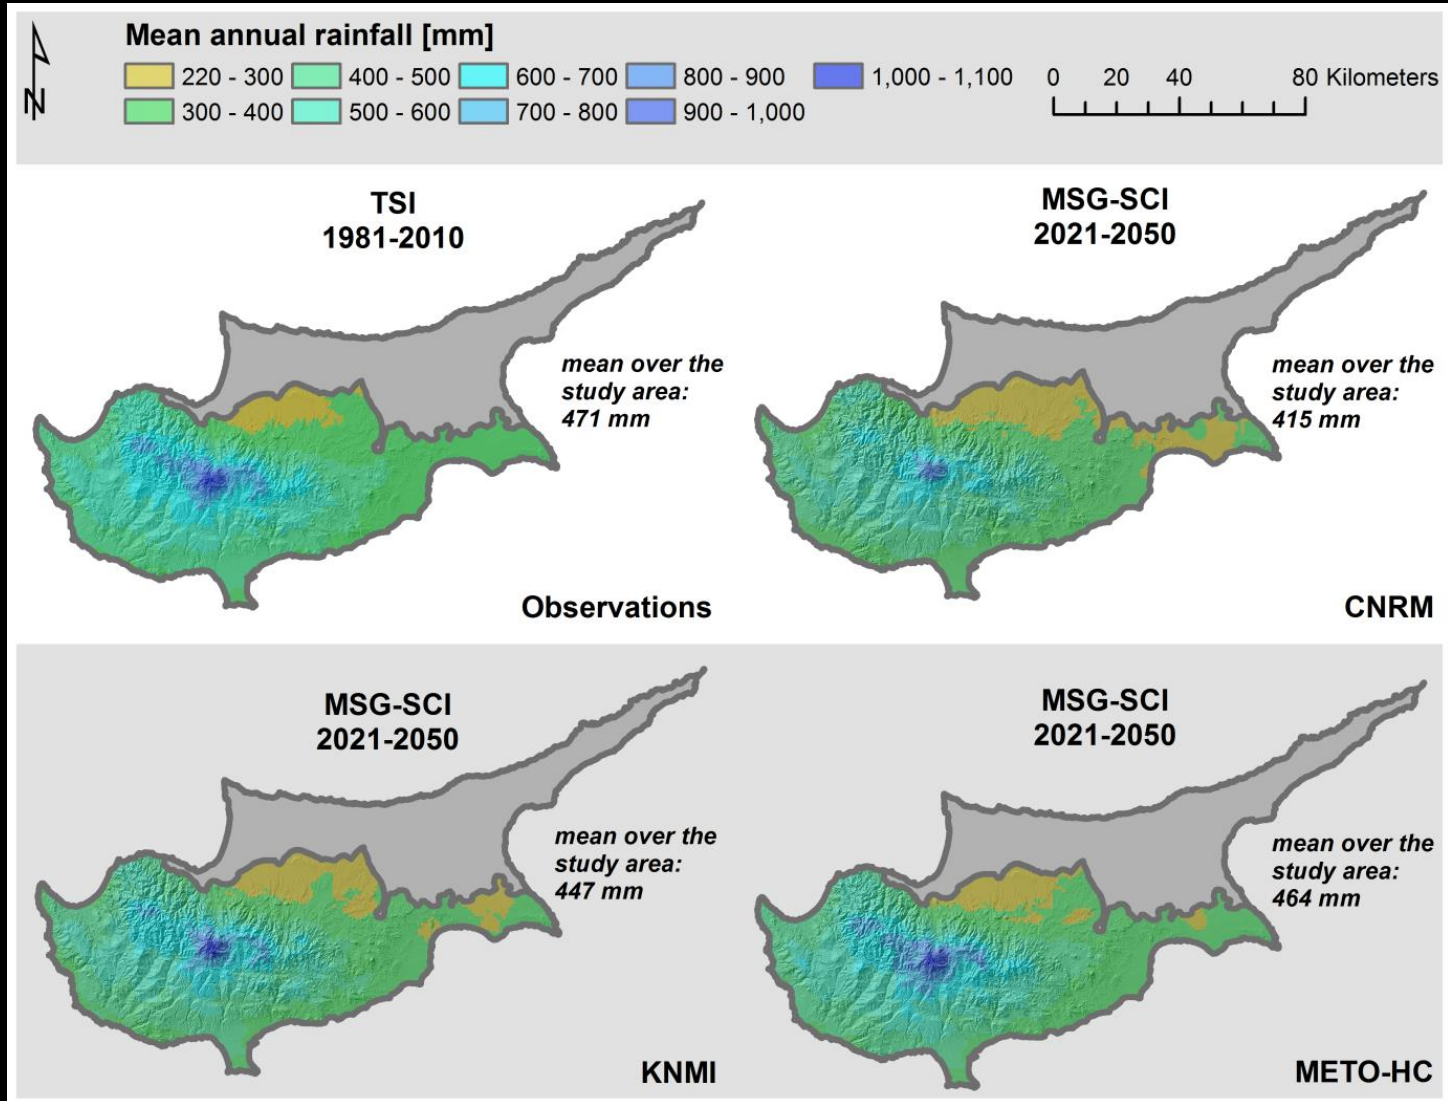 N
Mean annual rainfall [mm]
220 - 300 400 - 500 600 - 700 800 - 900 1,000 - 1,100
300 - 400 500 - 600 700 - 800 900 - 1,000
0 20 40 80 Kilometers
TSI
1981-2010
mean over the
study area:
471 mm
Observations
MSG-SCI
2021-2050
mean over the
study area:
415 mm
CNRM
MSG-SCI
2021-2050
mean over the
study area:
447 mm
KNMI
MSG-SCI
2021-2050
mean over the
study area:
464 mm
METO-HC